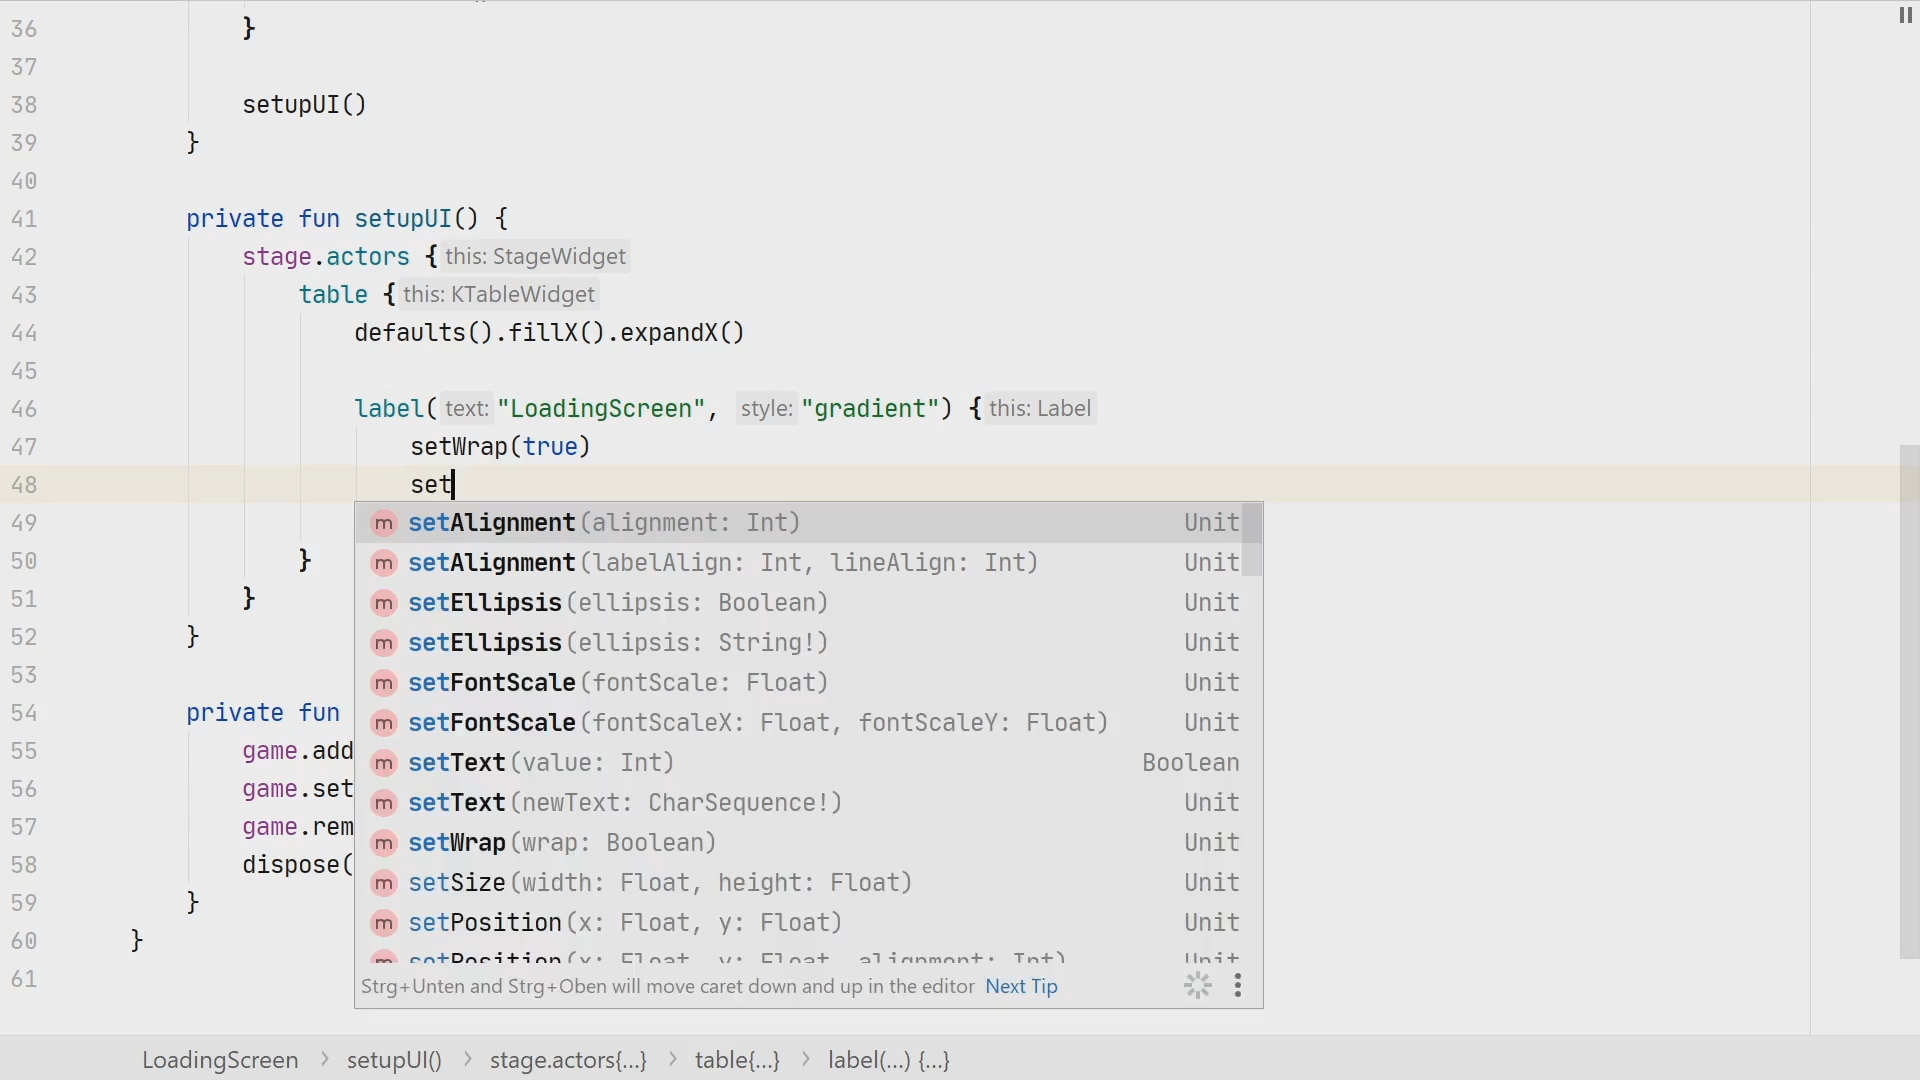 36 }
37
38 setupUI()
39 }
40
41 private fun setupUI() {
42 stage.actors { this: StageWidget
43 table { this: KTableWidget
44 defaults().fillX().expandX()
45
46 label( text: "LoadingScreen", style: "gradient") { this: Label
47 setWrap(true)
48 set
49
50 }
51 }
52 }
53
54 private fun
55 game.add
56 game.set
57 game.rem
58 dispose(
59 }
60 }
61
m setAlignment(alignment: Int) Unit
m setAlignment(labelAlign: Int, lineAlign: Int) Unit
m setEllipsis(ellipsis: Boolean) Unit
m setEllipsis(ellipsis: String!) Unit
m setFontScale(fontScale: Float) Unit
m setFontScale(fontScaleX: Float, fontScaleY: Float) Unit
m setText(value: Int) Boolean
m setText(newText: CharSequence!) Unit
m setWrap(wrap: Boolean) Unit
m setSize(width: Float, height: Float) Unit
m setPosition(x: Float, y: Float) Unit
m setPosition(x: Float, y: Float, alignment: Int) Unit
Strg+Unten and Strg+Oben will move caret down and up in the editor Next Tip
LoadingScreen > setupUI() > stage.actors{...} > table{...} > label(...) {...}